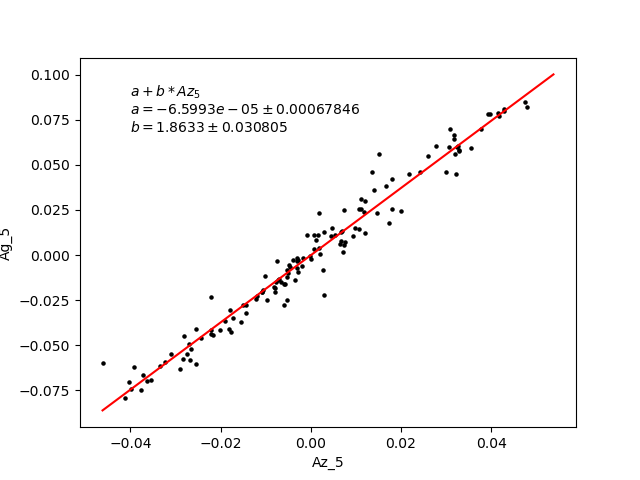 0.100
0.075
0.050
0.025
0.000
−0.025
−0.050
−0.075
Ag_5
a + b * Az₅
a = −6.5993e − 05 ± 0.00067846
b = 1.8633 ± 0.030805
−0.04 −0.02 0.00 0.02 0.04
Az_5